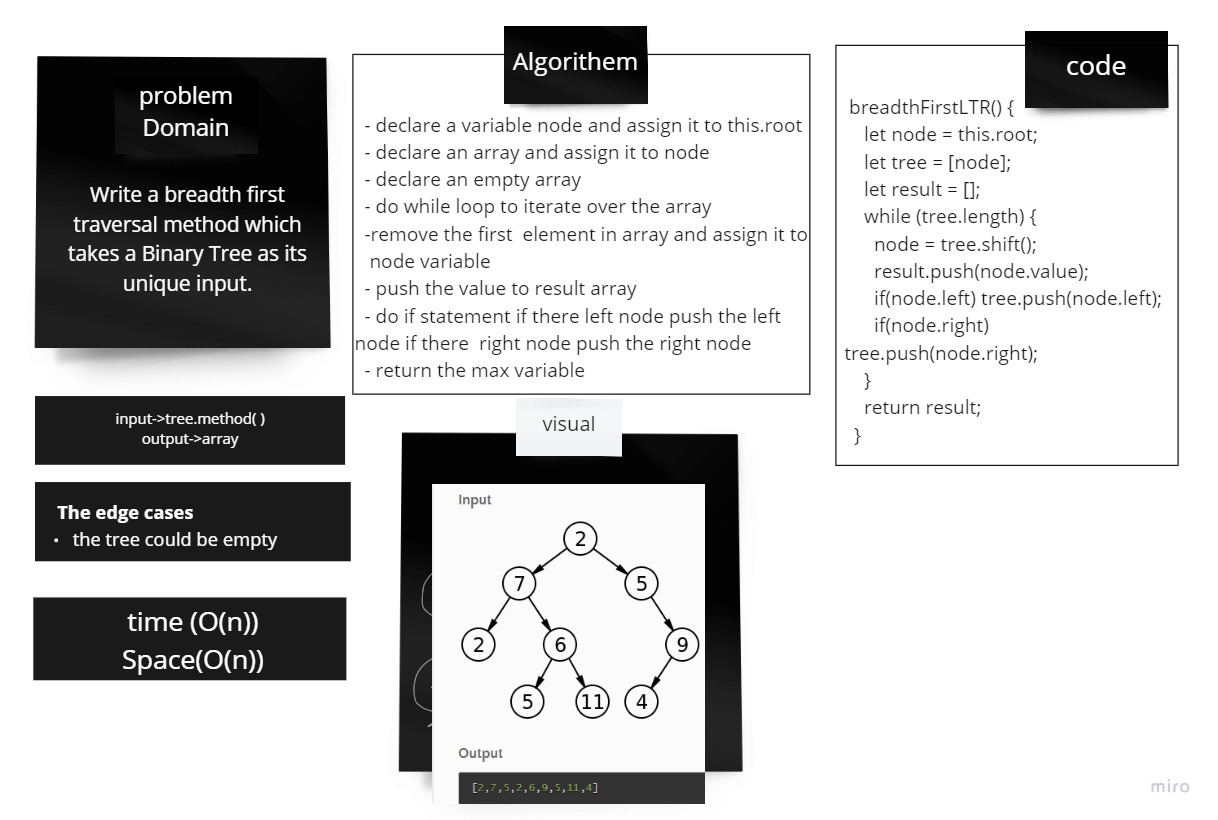 problem
Domain
Write a breadth first
traversal method which
takes a Binary Tree as its
unique input.
input->tree.method( )
output->array
The edge cases
• the tree could be empty
time (O(n))
Space(O(n))
Algorithem
- declare a variable node and assign it to this.root
- declare an array and assign it to node
- declare an empty array
- do while loop to iterate over the array
-remove the first element in array and assign it to
node variable
- push the value to result array
- do if statement if there left node push the left
node if there right node push the right node
- return the max variable
visual
Input
2
7 5
2 6 9
5 11 4
Output
[2,7,5,2,6,9,5,11,4]
code
breadthFirstLTR() {
let node = this.root;
let tree = [node];
let result = [];
while (tree.length) {
node = tree.shift();
result.push(node.value);
if(node.left) tree.push(node.left);
if(node.right)
tree.push(node.right);
}
return result;
}
miro